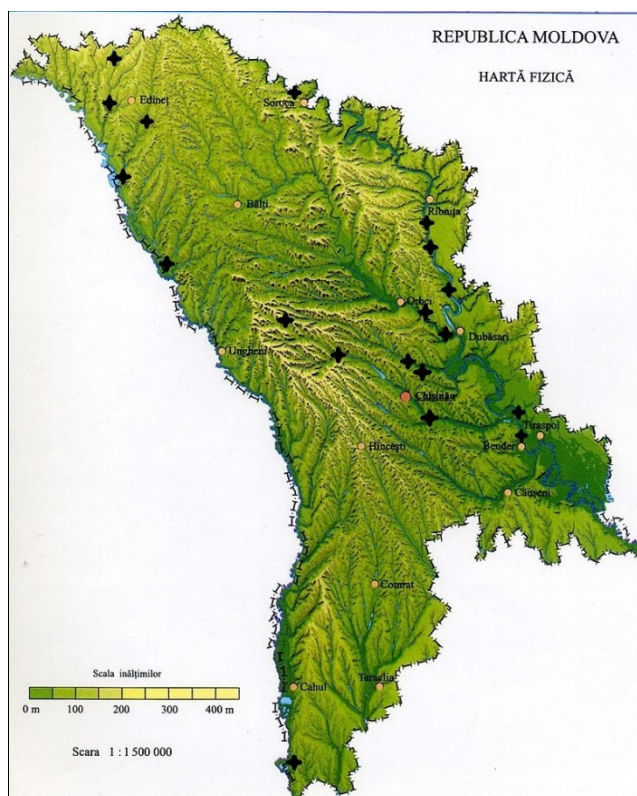 REPUBLICA MOLDOVA
HARTĂ FIZICĂ
Edineț
Soroca
Bălți
Rîbnița
Orhei
Dubăsari
Ungheni
Chișinău
Tiraspol
Bender
Hîncești
Căușeni
Comrat
Taraclia
Cahul
Scala inălțimilor
0 m 100 200 300 400 m
Scara 1 : 1 500 000